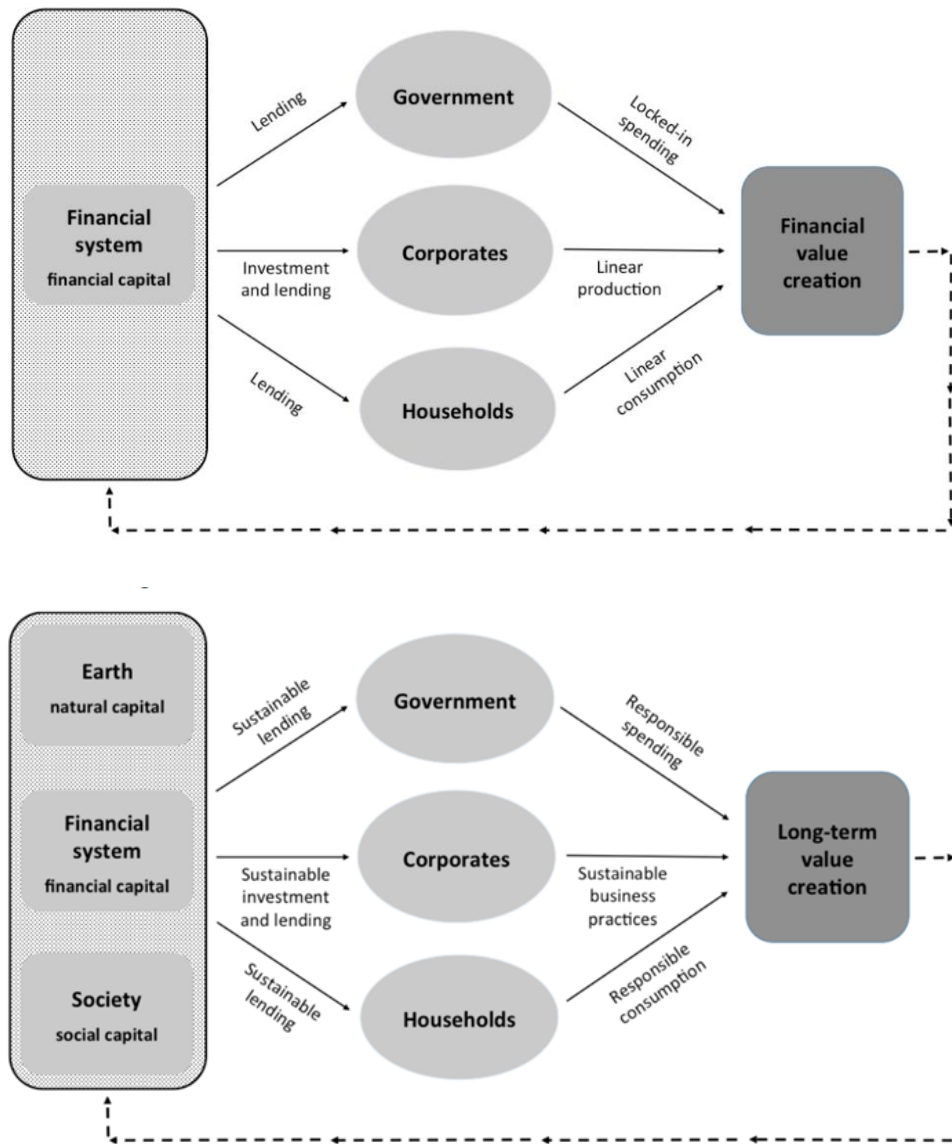 Government
Lending
Locked-in
spending
Financial
system
financial capital
Corporates
Investment
and lending
Linear
production
Financial
value
creation
Lending
Households
Linear
consumption
Earth
natural capital
Sustainable
lending
Government
Responsible
spending
Financial
system
financial capital
Corporates
Sustainable
investment
and lending
Sustainable
business
practices
Long-term
value
creation
Society
social capital
Sustainable
lending
Households
Responsible
consumption